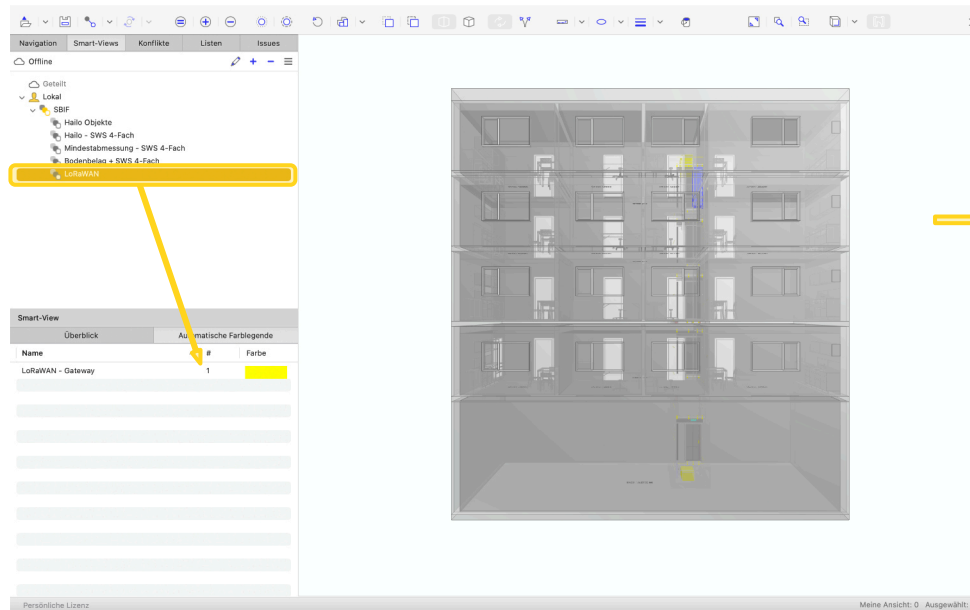 Navigation Smart-Views Konflikte Listen Issues
Offline
Geteilt
Lokal
SBIF
Hailo Objekte
Hailo - SWS 4-Fach
Mindestabmessung - SWS 4-Fach
Bodenbelag + SWS 4-Fach
LoRaWAN
Smart-View
Überblick Automatische Farblegende
Name # Farbe
LoRaWAN - Gateway 1
Persönliche Lizenz Meine Ansicht: 0 Ausgewählt: